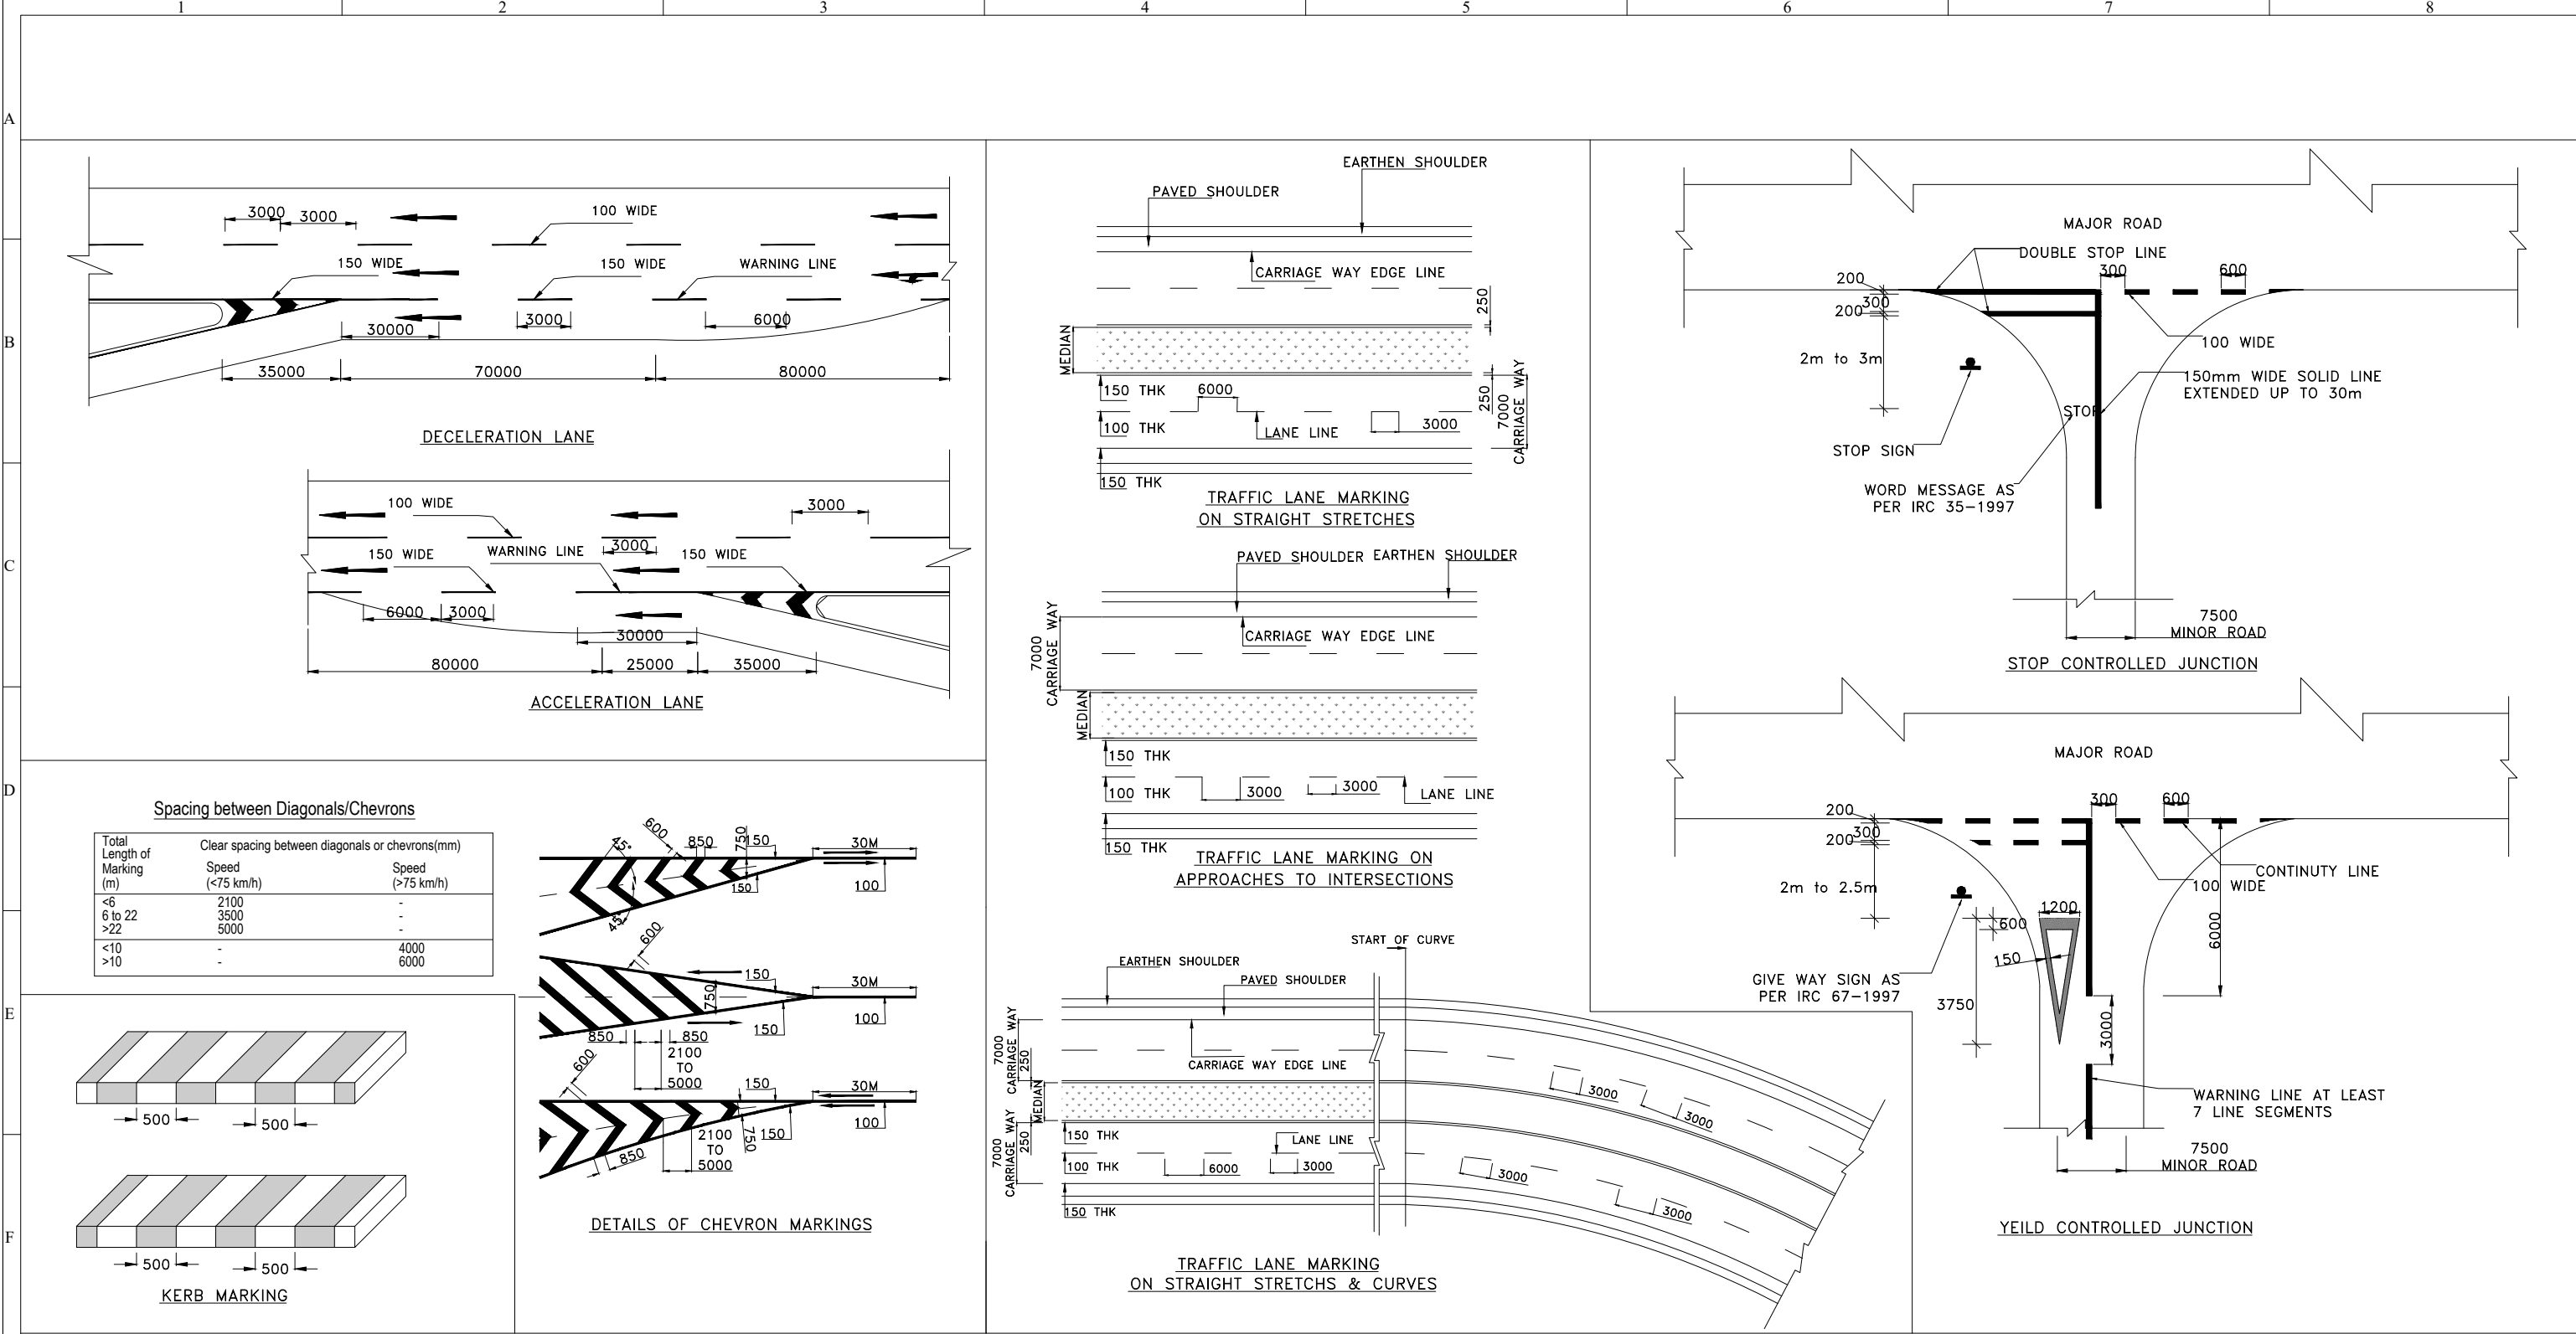 1 2 3 4 5 6 7 8
A
B
C
D
E
F
3000
3000
100 WIDE
150 WIDE
150 WIDE
WARNING LINE
30000
3000
6000
35000
70000
80000
DECELERATION LANE
100 WIDE
3000
150 WIDE
WARNING LINE
3000
150 WIDE
6000
3000
30000
80000
25000
35000
ACCELERATION LANE
Spacing between Diagonals/Chevrons
Total
Length of
Marking
(m)
Clear spacing between diagonals or chevrons(mm)
Speed
(<75 km/h)
Speed
(>75 km/h)
<6 2100 -
6 to 22 3500 -
>22 5000 -
<10 - 4000
>10 - 6000
500
500
500
500
KERB MARKING
45°
45°
600
850
750
150
30M
150
100
600
150
30M
750
150
100
850
850
2100
TO
5000
600
150
30M
100
150
750
2100
TO
5000
850
DETAILS OF CHEVRON MARKINGS
EARTHEN SHOULDER
PAVED SHOULDER
CARRIAGE WAY EDGE LINE
250
MEDIAN
150 THK
6000
250
7000
CARRIAGE WAY
100 THK
LANE LINE
3000
150 THK
TRAFFIC LANE MARKING
ON STRAIGHT STRETCHES
PAVED SHOULDER
EARTHEN SHOULDER
7000
CARRIAGE WAY
CARRIAGE WAY EDGE LINE
MEDIAN
150 THK
100 THK
3000
3000
LANE LINE
150 THK
TRAFFIC LANE MARKING ON
APPROACHES TO INTERSECTIONS
START OF CURVE
EARTHEN SHOULDER
PAVED SHOULDER
7000
CARRIAGE WAY
250
CARRIAGE WAY EDGE LINE
MEDIAN
7000
CARRIAGE WAY
250
150 THK
LANE LINE
100 THK
6000
3000
150 THK
3000
3000
3000
3000
TRAFFIC LANE MARKING
ON STRAIGHT STRETCHS & CURVES
MAJOR ROAD
DOUBLE STOP LINE
200
300
200
300
600
2m to 3m
100 WIDE
150mm WIDE SOLID LINE
EXTENDED UP TO 30m
STOP
STOP SIGN
WORD MESSAGE AS
PER IRC 35-1997
7500
MINOR ROAD
STOP CONTROLLED JUNCTION
MAJOR ROAD
200
300
200
300
600
CONTINUTY LINE
100 WIDE
2m to 2.5m
1200
600
150
6000
GIVE WAY SIGN AS
PER IRC 67-1997
3750
3000
WARNING LINE AT LEAST
7 LINE SEGMENTS
7500
MINOR ROAD
YEILD CONTROLLED JUNCTION